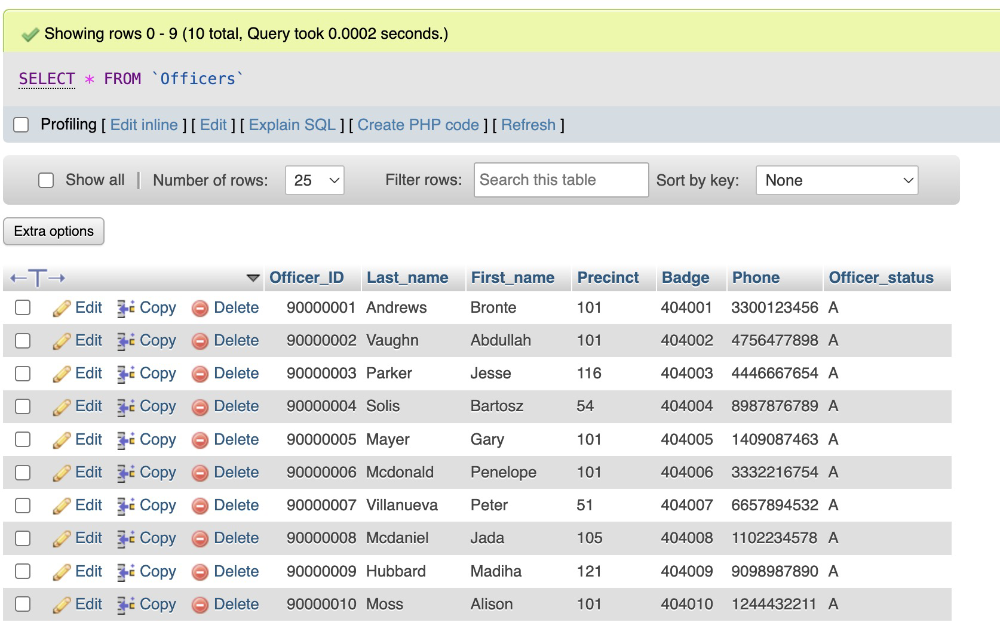 Showing rows 0 - 9 (10 total, Query took 0.0002 seconds.)
SELECT * FROM `Officers`
Profiling [ Edit inline ] [ Edit ] [ Explain SQL ] [ Create PHP code ] [ Refresh ]
Show all | Number of rows: 25 Filter rows: Search this table Sort by key: None
Extra options
←T→ Officer_ID Last_name First_name Precinct Badge Phone Officer_status
Edit Copy Delete 90000001 Andrews Bronte 101 404001 3300123456 A
Edit Copy Delete 90000002 Vaughn Abdullah 101 404002 4756477898 A
Edit Copy Delete 90000003 Parker Jesse 116 404003 4446667654 A
Edit Copy Delete 90000004 Solis Bartosz 54 404004 8987876789 A
Edit Copy Delete 90000005 Mayer Gary 101 404005 1409087463 A
Edit Copy Delete 90000006 Mcdonald Penelope 101 404006 3332216754 A
Edit Copy Delete 90000007 Villanueva Peter 51 404007 6657894532 A
Edit Copy Delete 90000008 Mcdaniel Jada 105 404008 1102234578 A
Edit Copy Delete 90000009 Hubbard Madiha 121 404009 9098987890 A
Edit Copy Delete 90000010 Moss Alison 101 404010 1244432211 A